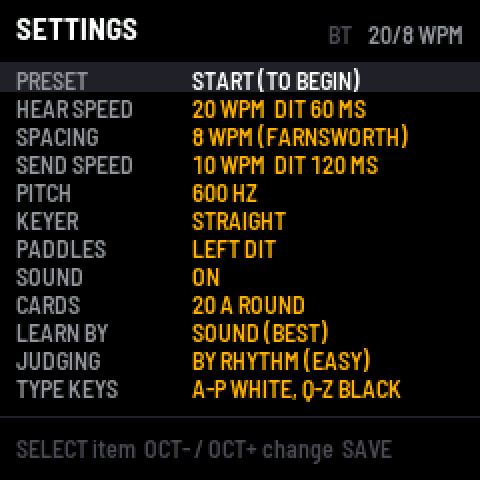 SETTINGS
BT 20/8 WPM
PRESET START (TO BEGIN)
HEAR SPEED 20 WPM DIT 60 MS
SPACING 8 WPM (FARNSWORTH)
SEND SPEED 10 WPM DIT 120 MS
PITCH 600 HZ
KEYER STRAIGHT
PADDLES LEFT DIT
SOUND ON
CARDS 20 A ROUND
LEARN BY SOUND (BEST)
JUDGING BY RHYTHM (EASY)
TYPE KEYS A-P WHITE, Q-Z BLACK
SELECT item OCT- / OCT+ change SAVE